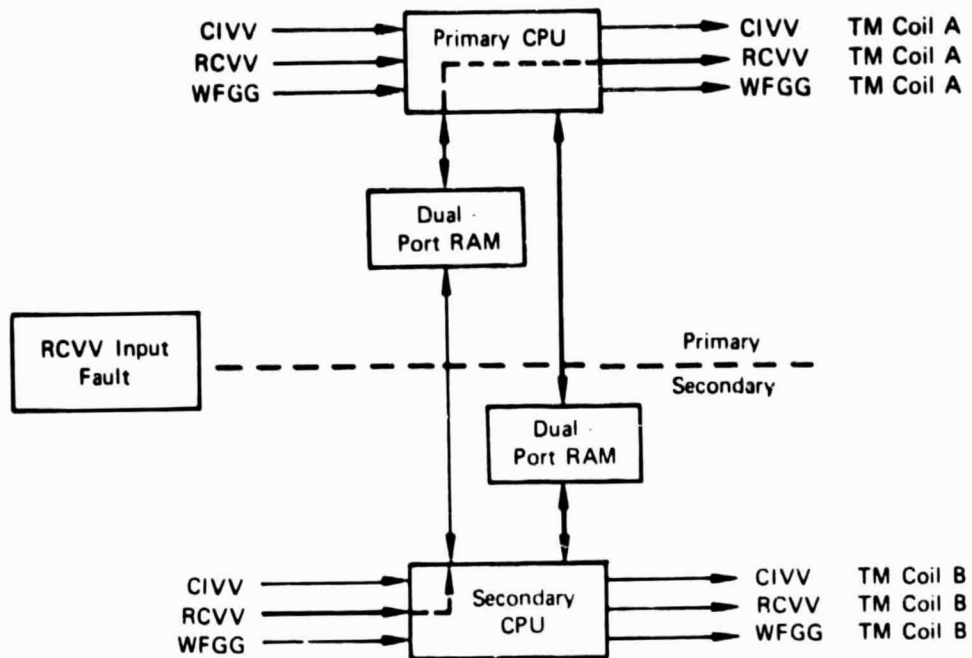 CIVV
RCVV
WFGG
Primary CPU
CIVV TM Coil A
RCVV TM Coil A
WFGG TM Coil A
Dual
Port RAM
RCVV Input
Fault
Primary
Secondary
Dual
Port RAM
CIVV
RCVV
WFGG
Secondary
CPU
CIVV TM Coil B
RCVV TM Coil B
WFGG TM Coil B